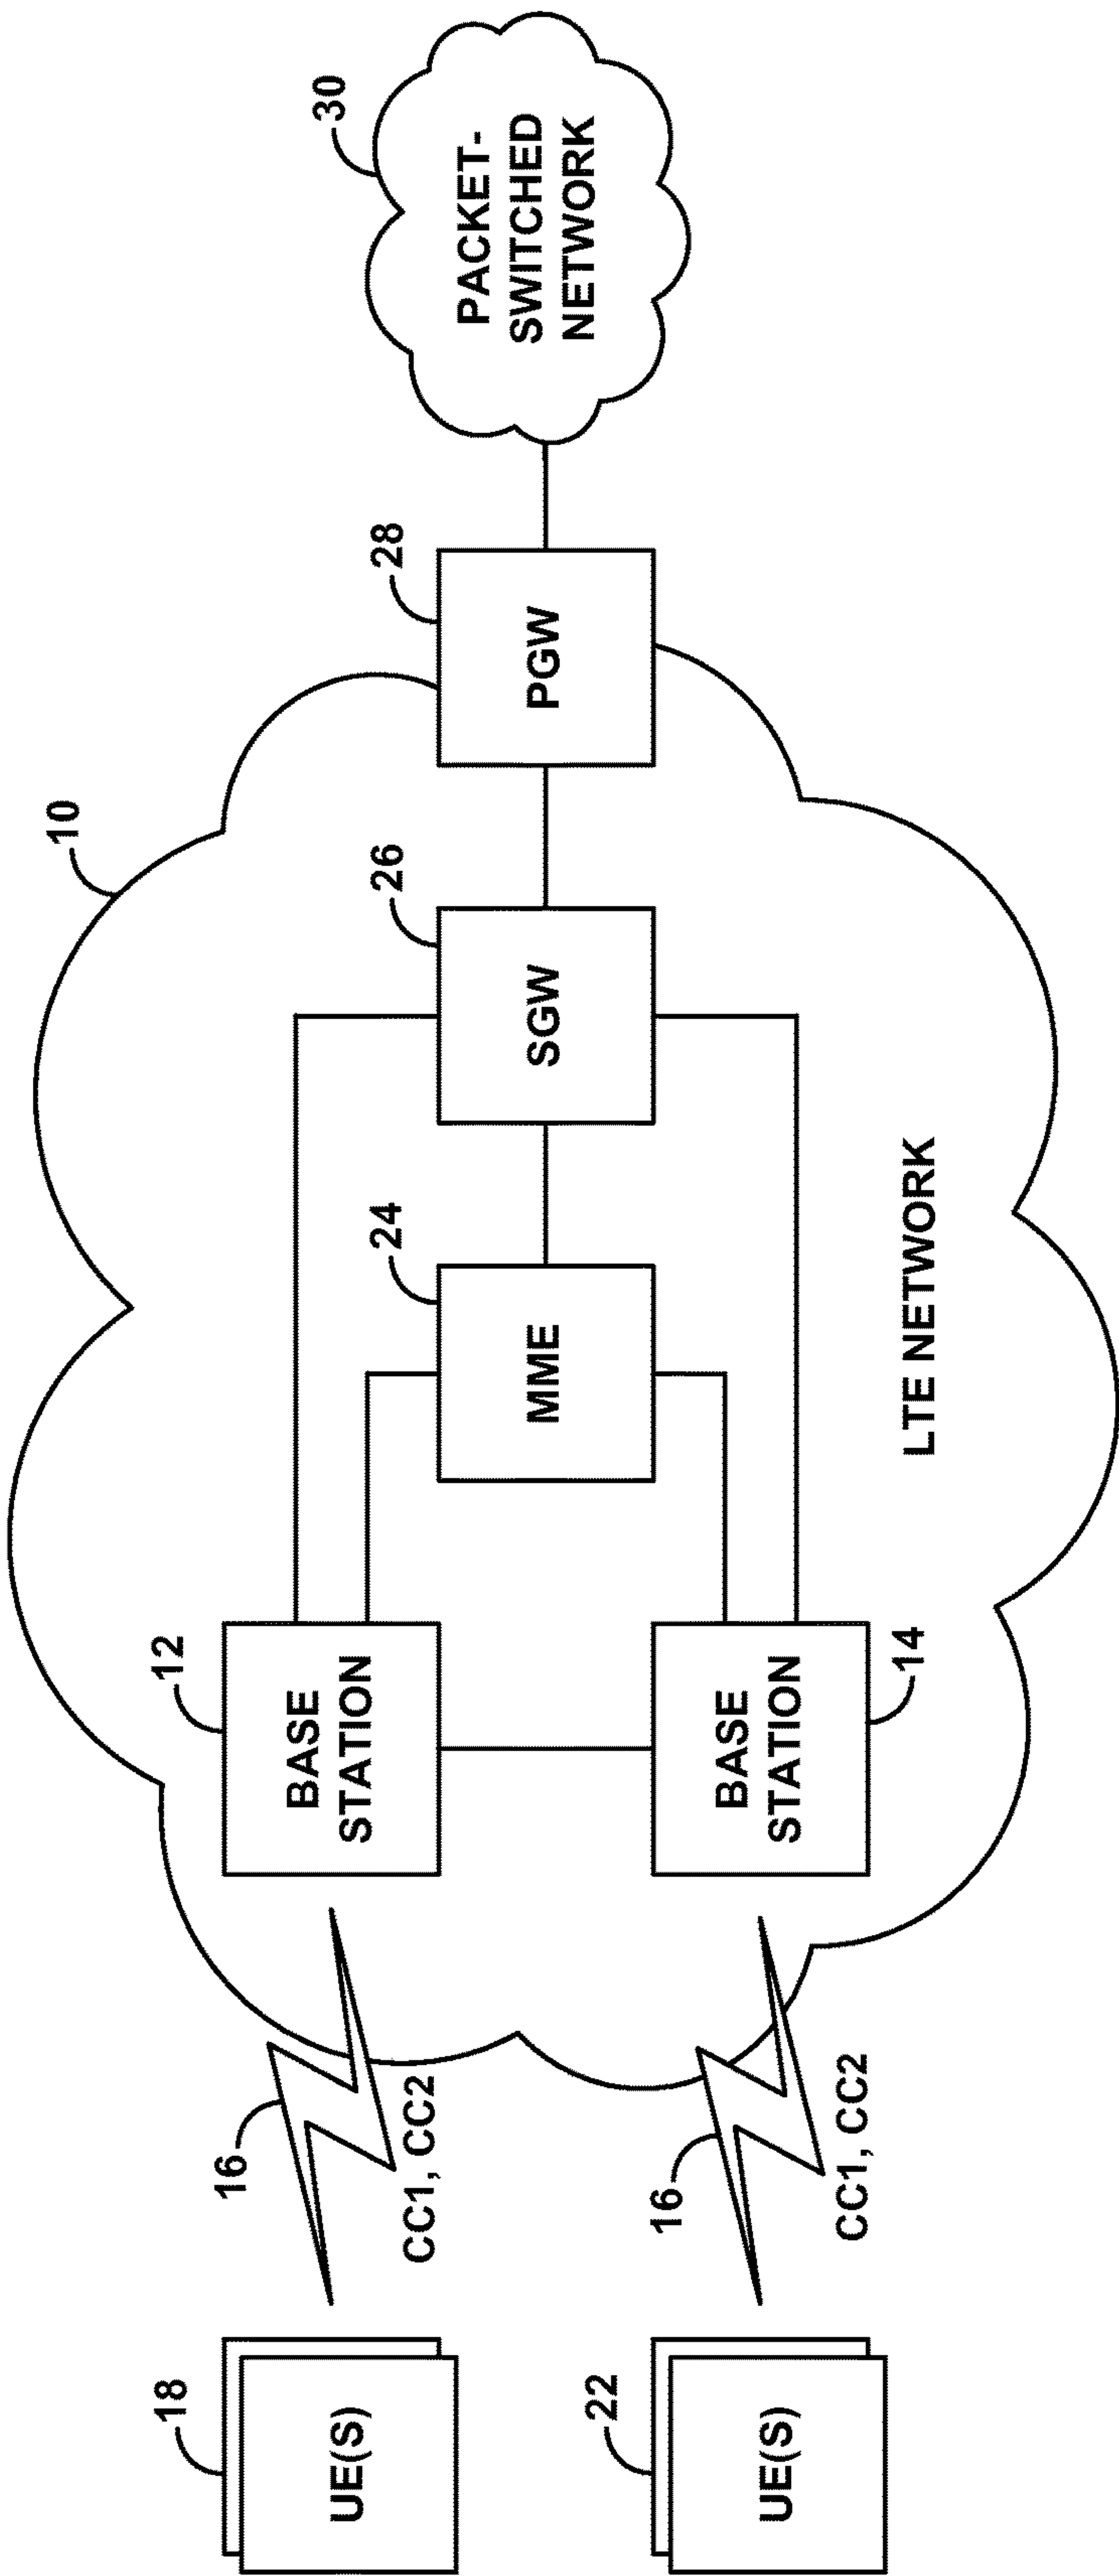 10
30
12
24
26
28
18
16
UE(S)
CC1, CC2
BASE
STATION
MME
SGW
PGW
PACKET-
SWITCHED
NETWORK
22
16
UE(S)
CC1, CC2
BASE
STATION
14
LTE NETWORK